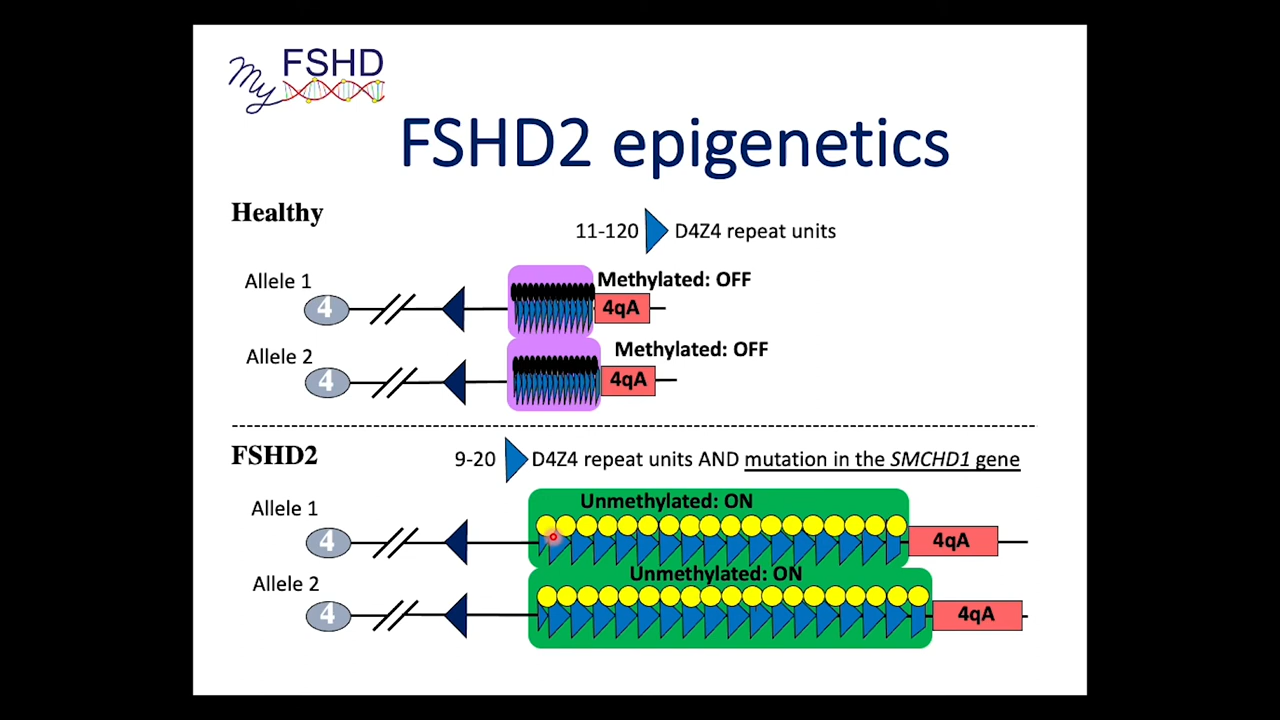 My FSHD
FSHD2 epigenetics
Healthy
11-120 D4Z4 repeat units
Allele 1
Methylated: OFF
4
4qA
Allele 2
Methylated: OFF
4
4qA
FSHD2
9-20 D4Z4 repeat units AND mutation in the SMCHD1 gene
Allele 1
Unmethylated: ON
4
4qA
Allele 2
Unmethylated: ON
4
4qA